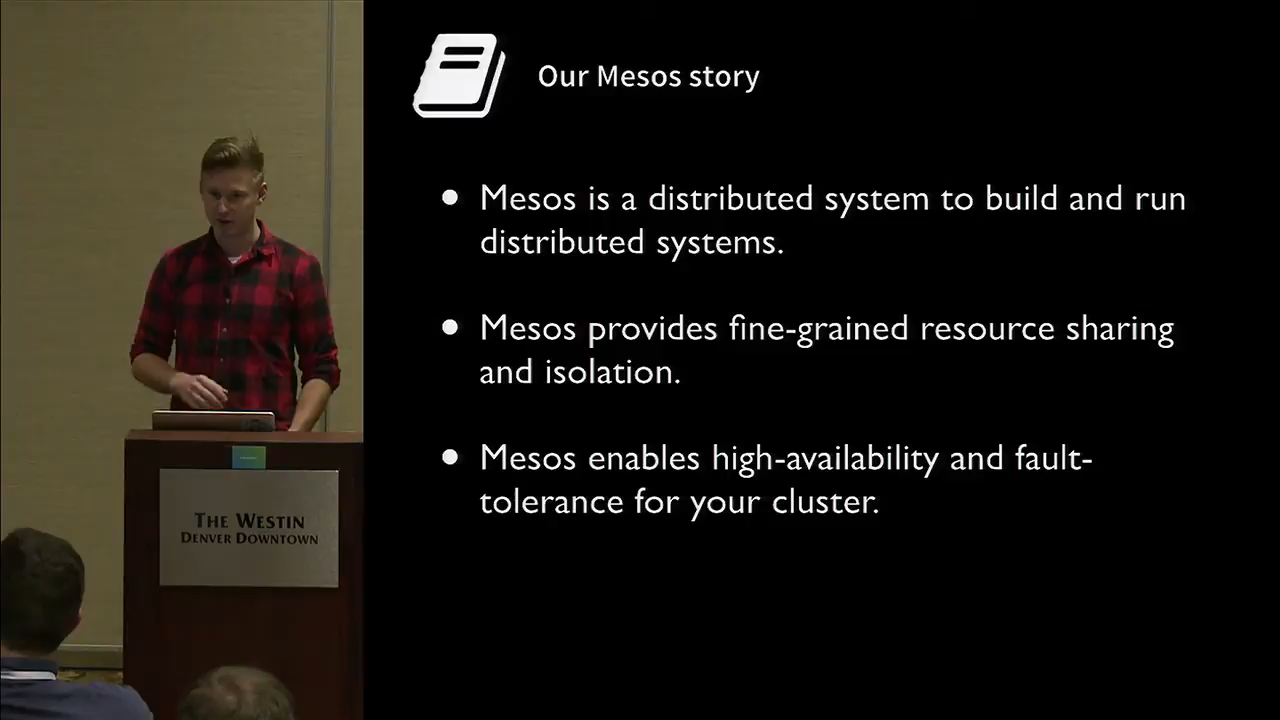 Our Mesos story
• Mesos is a distributed system to build and run
distributed systems.
• Mesos provides fine-grained resource sharing
and isolation.
• Mesos enables high-availability and fault-
tolerance for your cluster.
THE WESTIN
DENVER DOWNTOWN